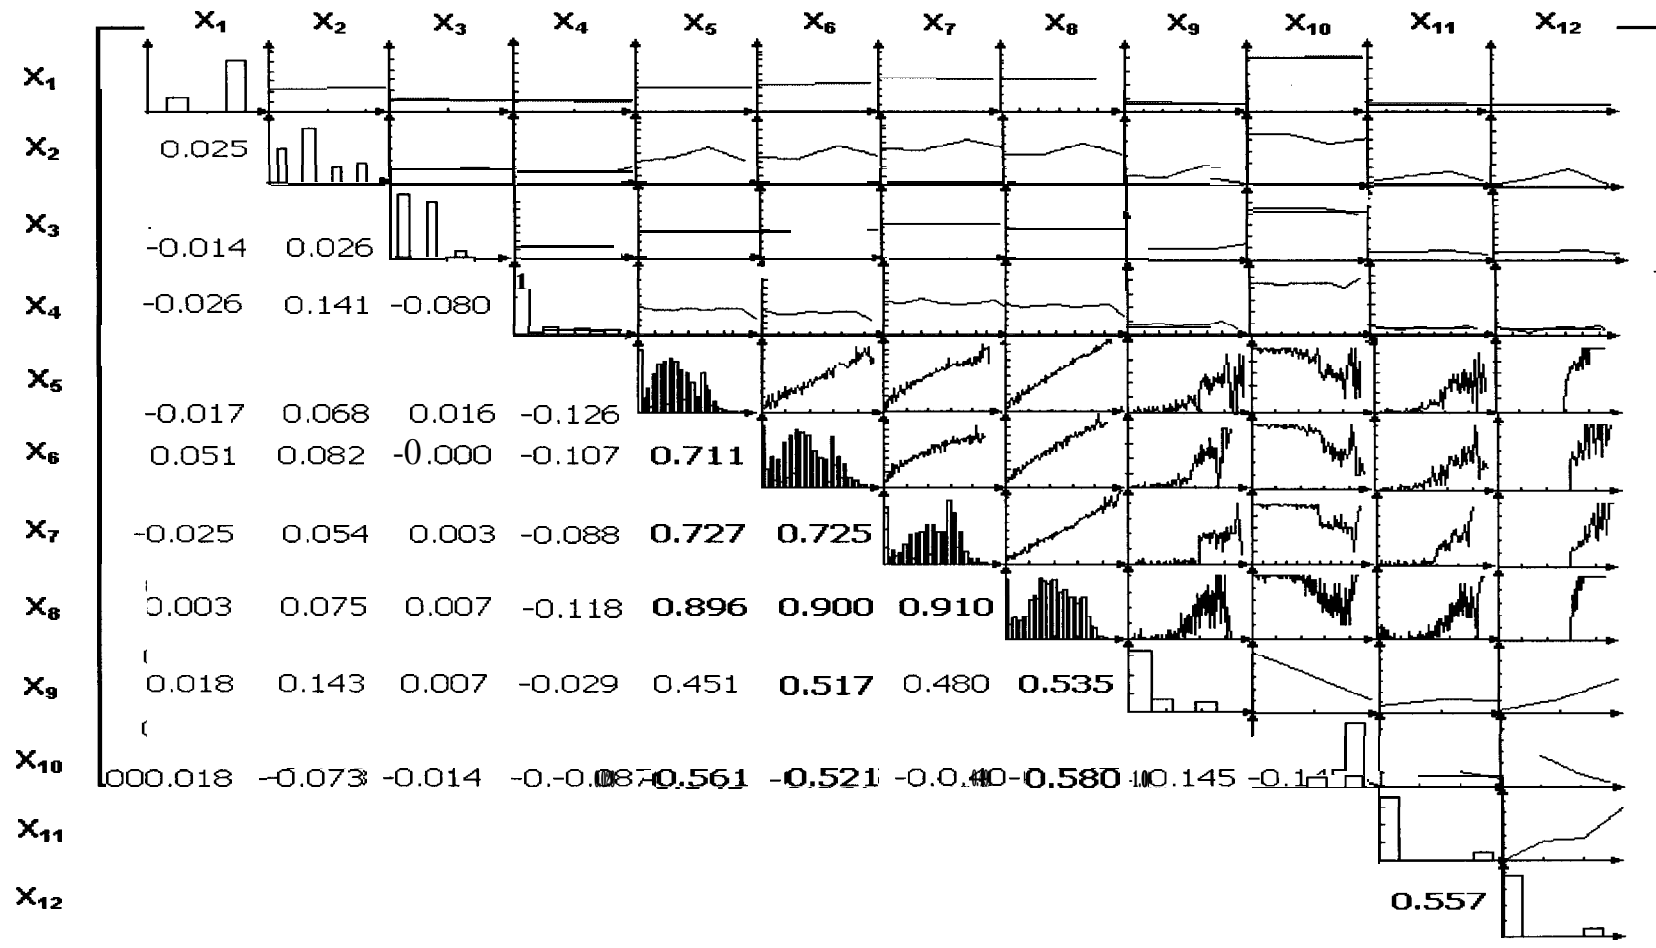 X1 X2 X3 X4 X5 X6 X7 X8 X9 X10 X11 X12
X1
X2 0.025
X3 -0.014 0.026
X4 -0.026 0.141 -0.080 1
X5 -0.017 0.068 0.016 -0.126
X6 0.051 0.082 -0.000 -0.107 0.711
X7 -0.025 0.054 0.003 -0.088 0.727 0.725
X8 0.003 0.075 0.007 -0.118 0.896 0.900 0.910
X9 0.018 0.143 0.007 -0.029 0.451 0.517 0.480 0.535
X10 -0.073 -0.014 -0.561 -0.521 -0.580
X11
X12 0.557